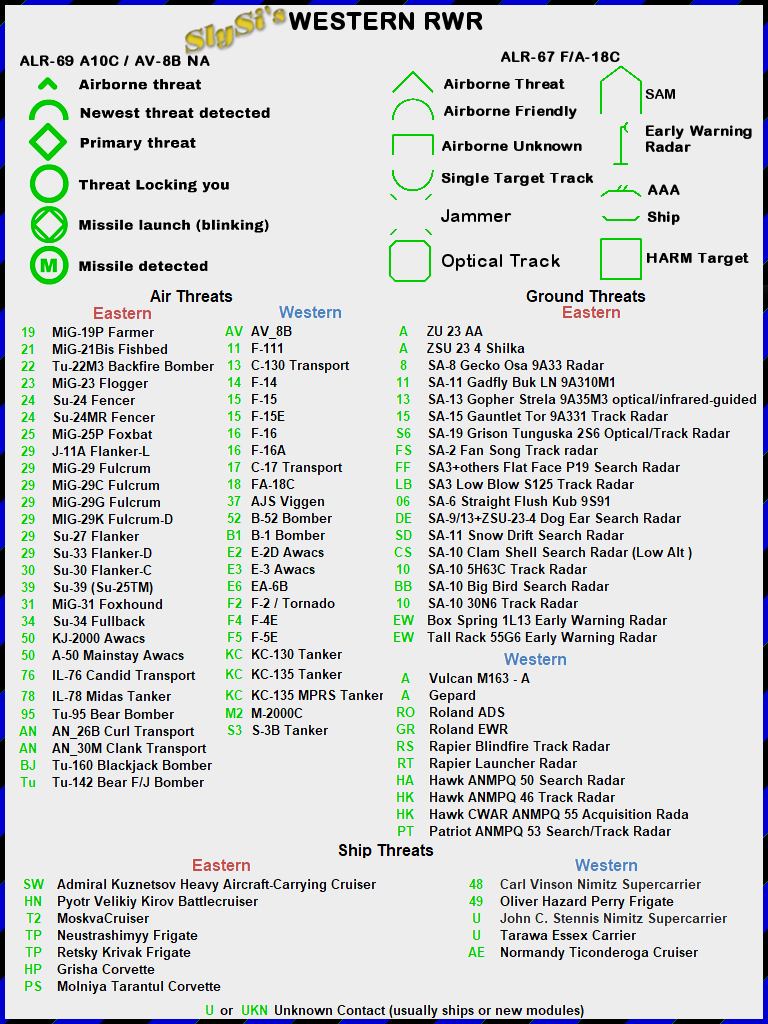 SlySi's WESTERN RWR
ALR-69 A10C / AV-8B NA
Airborne threat
Newest threat detected
Primary threat
Threat Locking you
Missile launch (blinking)
M
Missile detected
ALR-67 F/A-18C
Airborne Threat
Airborne Friendly
Airborne Unknown
Single Target Track
Jammer
Optical Track
SAM
Early Warning
Radar
AAA
Ship
HARM Target
Air Threats
Eastern
19 MiG-19P Farmer
21 MiG-21Bis Fishbed
22 Tu-22M3 Backfire Bomber
23 MiG-23 Flogger
24 Su-24 Fencer
24 Su-24MR Fencer
25 MiG-25P Foxbat
29 J-11A Flanker-L
29 MiG-29 Fulcrum
29 MiG-29C Fulcrum
29 MiG-29G Fulcrum
29 MIG-29K Fulcrum-D
29 Su-27 Flanker
29 Su-33 Flanker-D
30 Su-30 Flanker-C
39 Su-39 (Su-25TM)
31 MiG-31 Foxhound
34 Su-34 Fullback
50 KJ-2000 Awacs
50 A-50 Mainstay Awacs
76 IL-76 Candid Transport
78 IL-78 Midas Tanker
95 Tu-95 Bear Bomber
AN AN_26B Curl Transport
AN AN_30M Clank Transport
BJ Tu-160 Blackjack Bomber
Tu Tu-142 Bear F/J Bomber
Western
AV AV_8B
11 F-111
13 C-130 Transport
14 F-14
15 F-15
15 F-15E
16 F-16
16 F-16A
17 C-17 Transport
18 FA-18C
37 AJS Viggen
52 B-52 Bomber
B1 B-1 Bomber
E2 E-2D Awacs
E3 E-3 Awacs
E6 EA-6B
F2 F-2 / Tornado
F4 F-4E
F5 F-5E
KC KC-130 Tanker
KC KC-135 Tanker
KC KC-135 MPRS Tanker
M2 M-2000C
S3 S-3B Tanker
Ground Threats
Eastern
A ZU 23 AA
A ZSU 23 4 Shilka
8 SA-8 Gecko Osa 9A33 Radar
11 SA-11 Gadfly Buk LN 9A310M1
13 SA-13 Gopher Strela 9A35M3 optical/infrared-guided
15 SA-15 Gauntlet Tor 9A331 Track Radar
S6 SA-19 Grison Tunguska 2S6 Optical/Track Radar
FS SA-2 Fan Song Track radar
FF SA3+others Flat Face P19 Search Radar
LB SA3 Low Blow S125 Track Radar
06 SA-6 Straight Flush Kub 9S91
DE SA-9/13+ZSU-23-4 Dog Ear Search Radar
SD SA-11 Snow Drift Search Radar
CS SA-10 Clam Shell Search Radar (Low Alt )
10 SA-10 5H63C Track Radar
BB SA-10 Big Bird Search Radar
10 SA-10 30N6 Track Radar
EW Box Spring 1L13 Early Warning Radar
EW Tall Rack 55G6 Early Warning Radar
Western
A Vulcan M163 - A
A Gepard
RO Roland ADS
GR Roland EWR
RS Rapier Blindfire Track Radar
RT Rapier Launcher Radar
HA Hawk ANMPQ 50 Search Radar
HK Hawk ANMPQ 46 Track Radar
HK Hawk CWAR ANMPQ 55 Acquisition Rada
PT Patriot ANMPQ 53 Search/Track Radar
Ship Threats
Eastern
SW Admiral Kuznetsov Heavy Aircraft-Carrying Cruiser
HN Pyotr Velikiy Kirov Battlecruiser
T2 MoskvaCruiser
TP Neustrashimyy Frigate
TP Retsky Krivak Frigate
HP Grisha Corvette
PS Molniya Tarantul Corvette
Western
48 Carl Vinson Nimitz Supercarrier
49 Oliver Hazard Perry Frigate
U John C. Stennis Nimitz Supercarrier
U Tarawa Essex Carrier
AE Normandy Ticonderoga Cruiser
U or UKN Unknown Contact (usually ships or new modules)